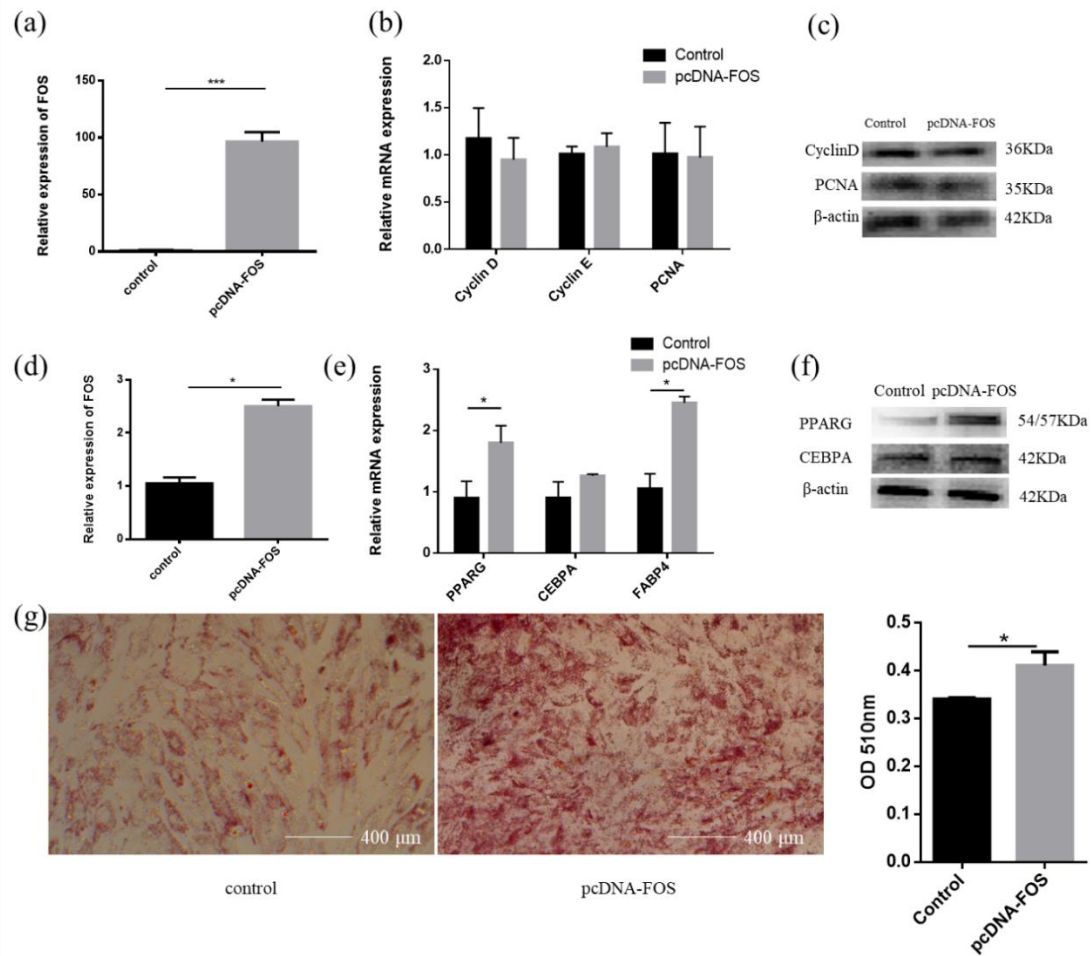 (a)
Relative expression of FOS
150
100
50
0
***
control
pcDNA-FOS
(b)
Relative mRNA expression
2.0
1.5
1.0
0.5
0.0
Control
pcDNA-FOS
Cyclin D
Cyclin E
PCNA
(c)
Control pcDNA-FOS
CyclinD 36KDa
PCNA 35KDa
β-actin 42KDa
(d)
Relative expression of FOS
3
2
1
0
*
control
pcDNA-FOS
(e)
Relative mRNA expression
3
2
1
0
Control
pcDNA-FOS
*
*
PPARG
CEBPA
FABP4
(f)
Control pcDNA-FOS
PPARG 54/57KDa
CEBPA 42KDa
β-actin 42KDa
(g)
400 μm
400 μm
control
pcDNA-FOS
OD 510nm
0.5
0.4
0.3
0.2
0.1
0.0
*
Control
pcDNA-FOS